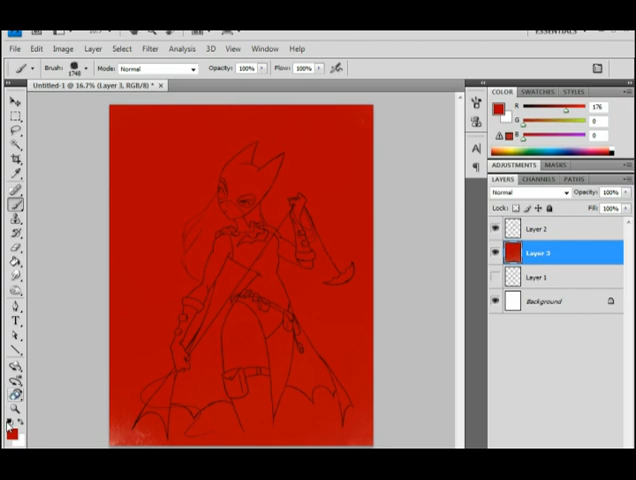 ESSENTIALS
File Edit Image Layer Select Filter Analysis 3D View Window Help
Brush: 1748 Mode: Normal Opacity: 100% Flow: 100%
Untitled-1 @ 16.7% (Layer 3, RGB/8) *
COLOR SWATCHES STYLES
R 176
G 0
B 0
ADJUSTMENTS MASKS
LAYERS CHANNELS PATHS
Normal Opacity: 100%
Lock: Fill: 100%
Layer 2
Layer 3
Layer 1
Background